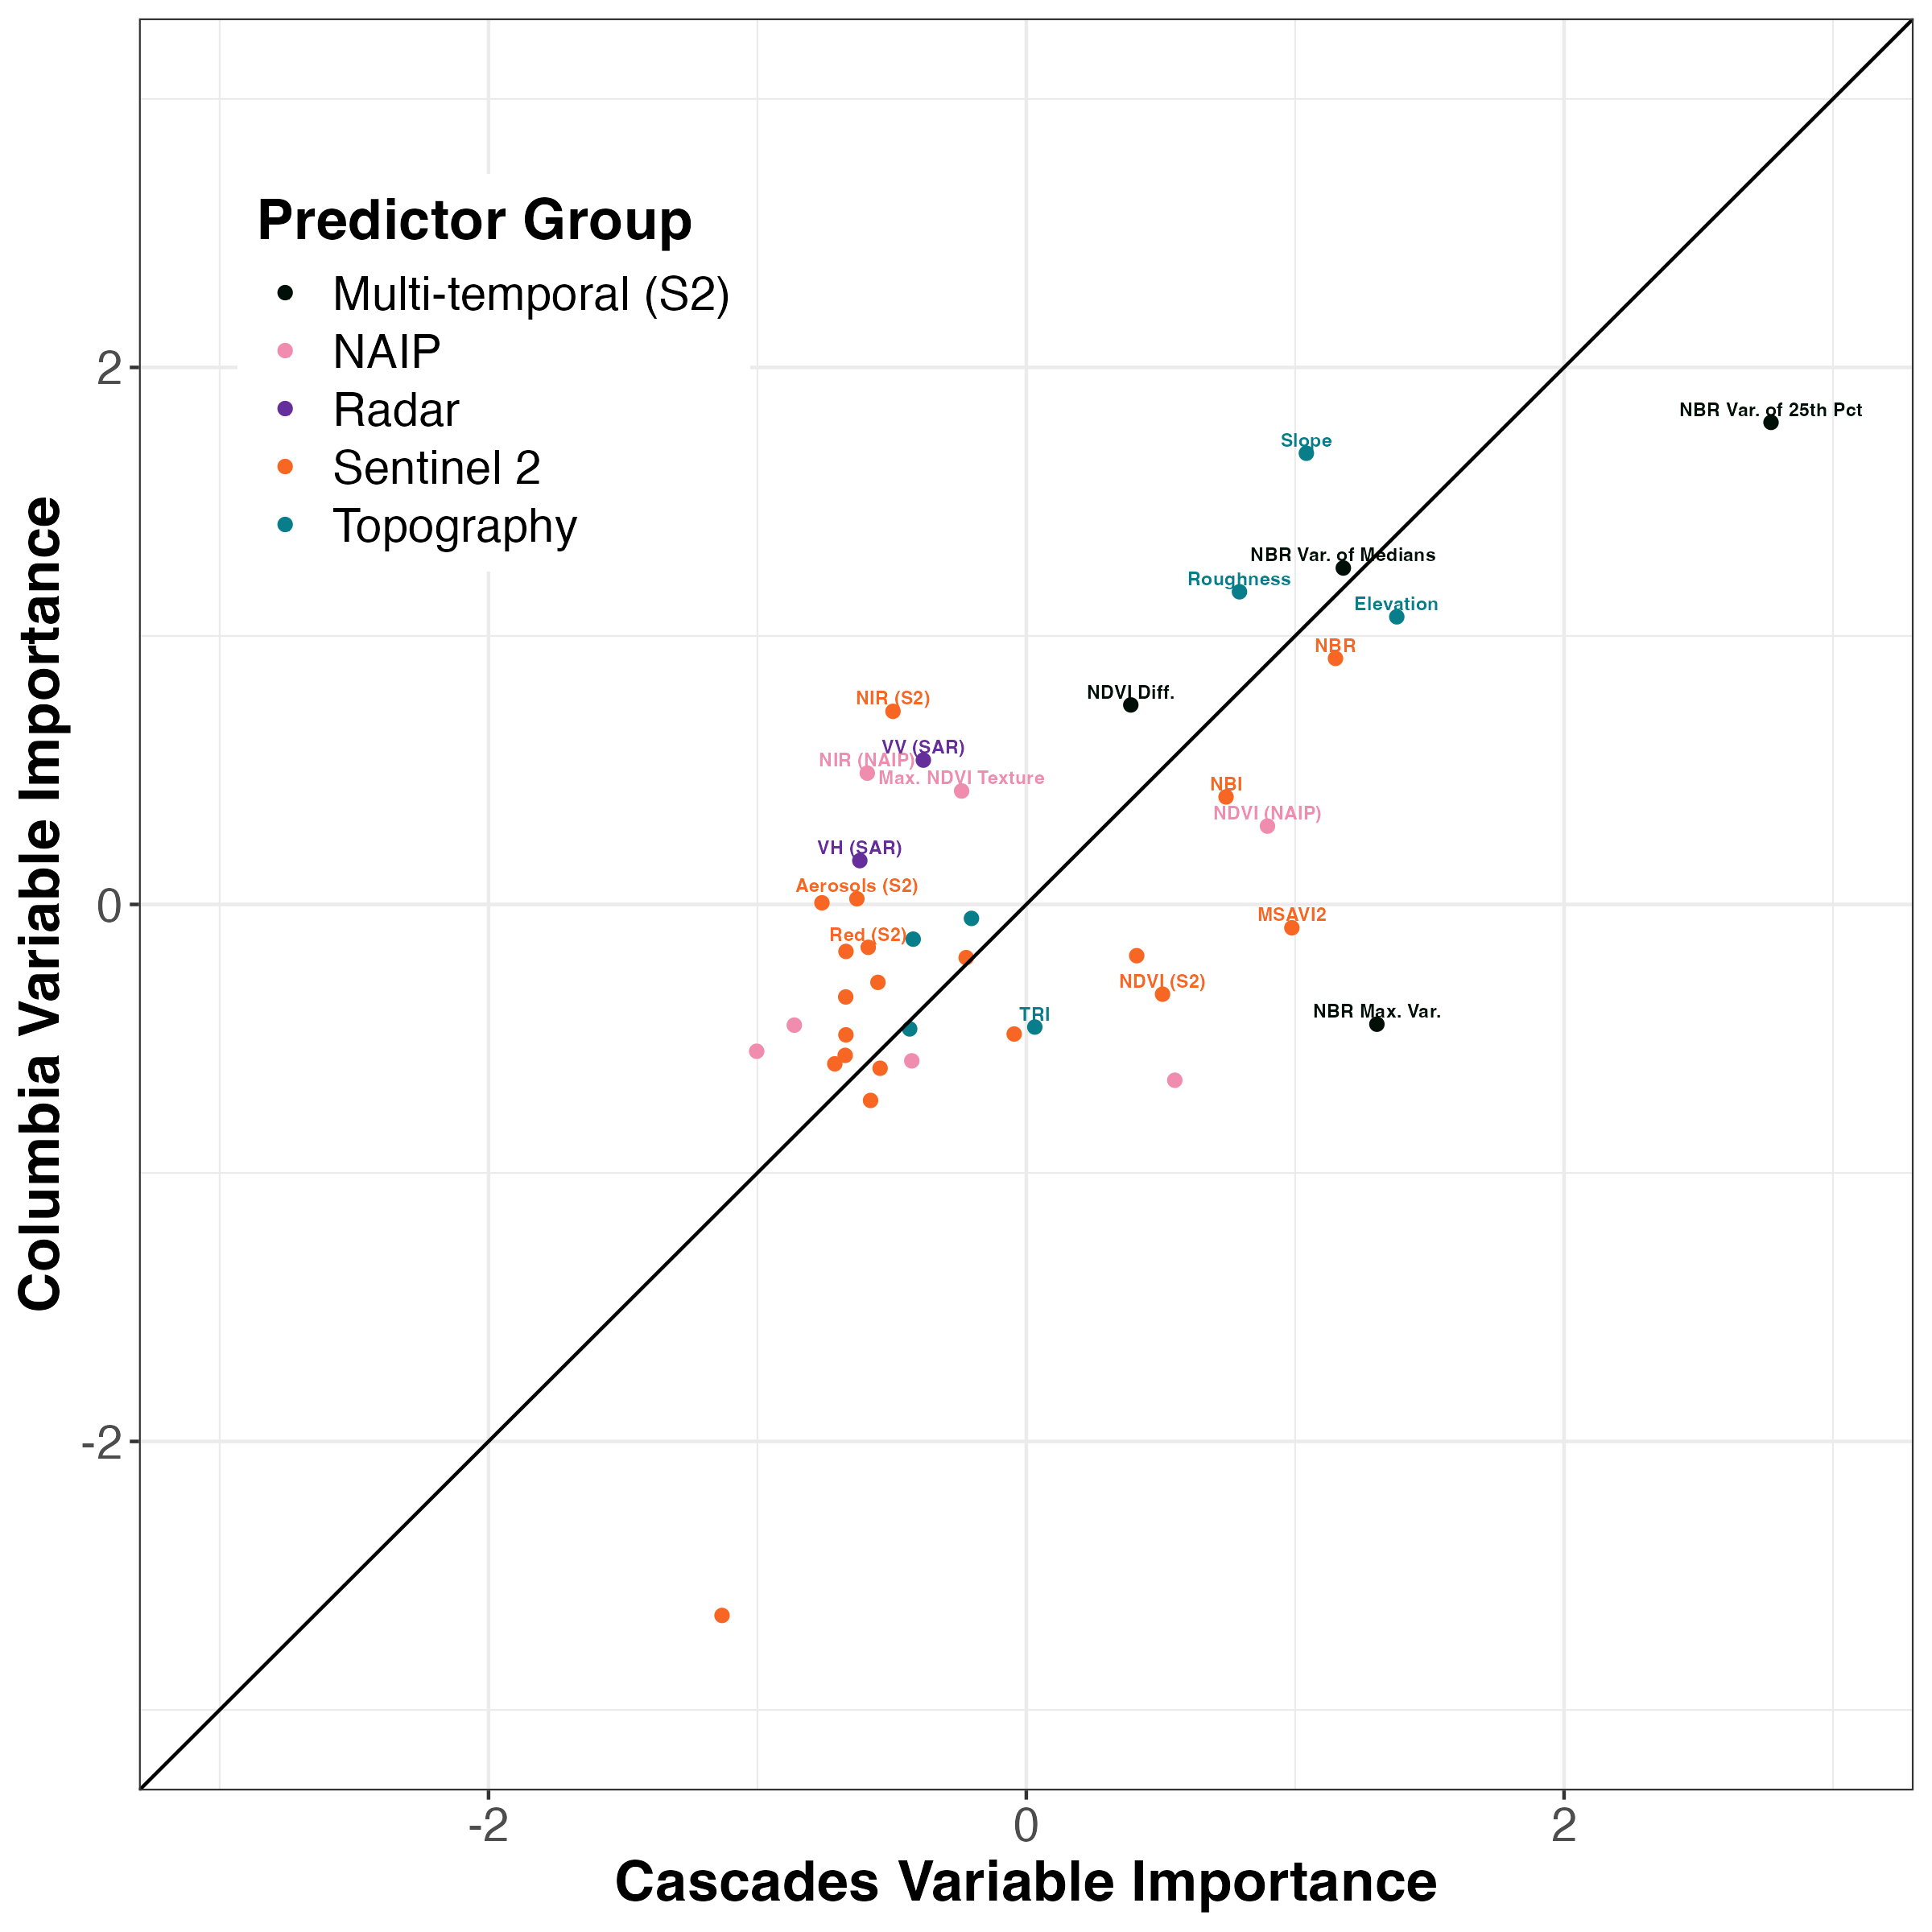 Predictor Group
Multi-temporal (S2)
NAIP
Radar
Sentinel 2
Topography
Columbia Variable Importance
2
0
-2
NBR Var. of 25th Pct
Slope
NBR Var. of Medians
Roughness
Elevation
NBR
NDVI Diff.
NIR (S2)
VV (SAR)
NIR (NAIP)
Max. NDVI Texture
NBI
NDVI (NAIP)
VH (SAR)
Aerosols (S2)
MSAVI2
Red (S2)
NDVI (S2)
NBR Max. Var.
TRI
-2
0
2
Cascades Variable Importance